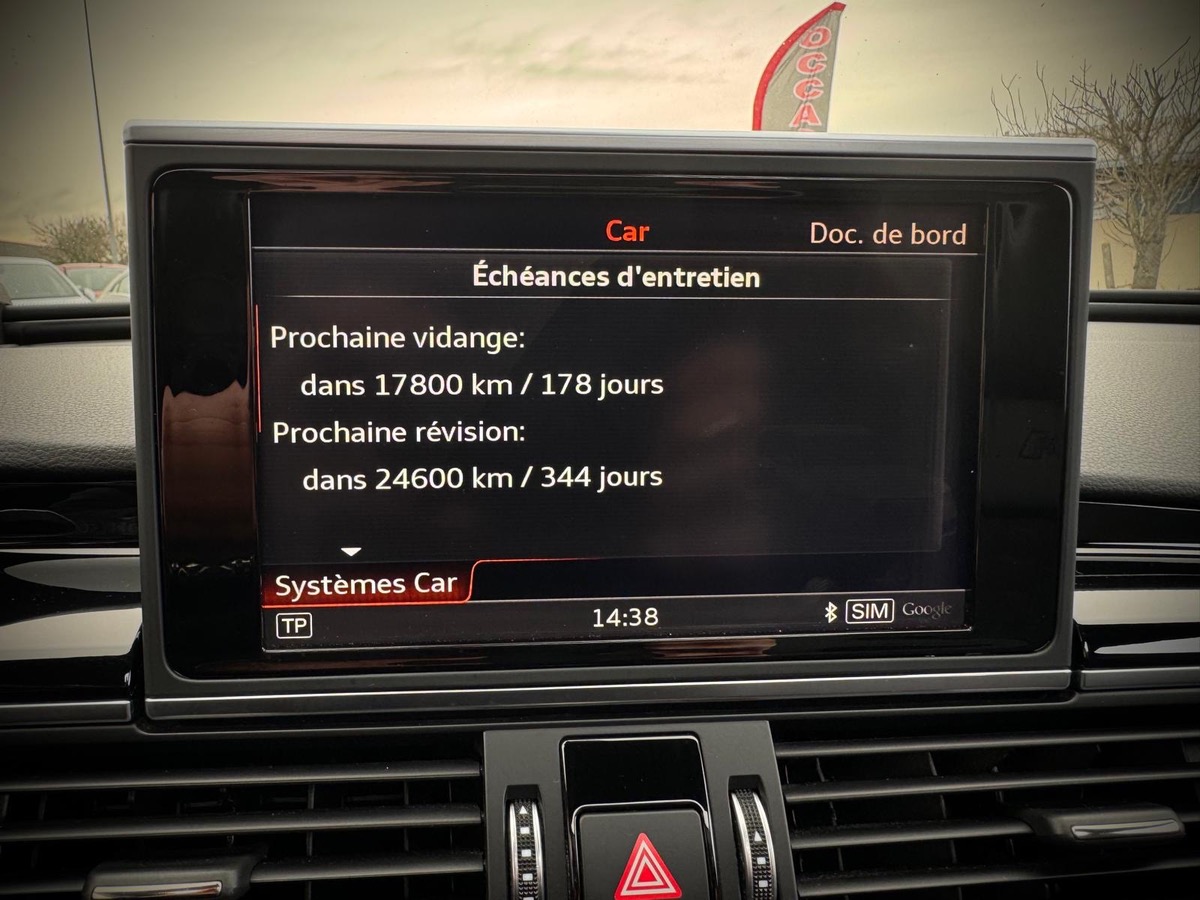 OCCA
Car
Doc. de bord
Échéances d'entretien
Prochaine vidange:
dans 17800 km / 178 jours
Prochaine révision:
dans 24600 km / 344 jours
Systèmes Car
TP
14:38
SIM
Google